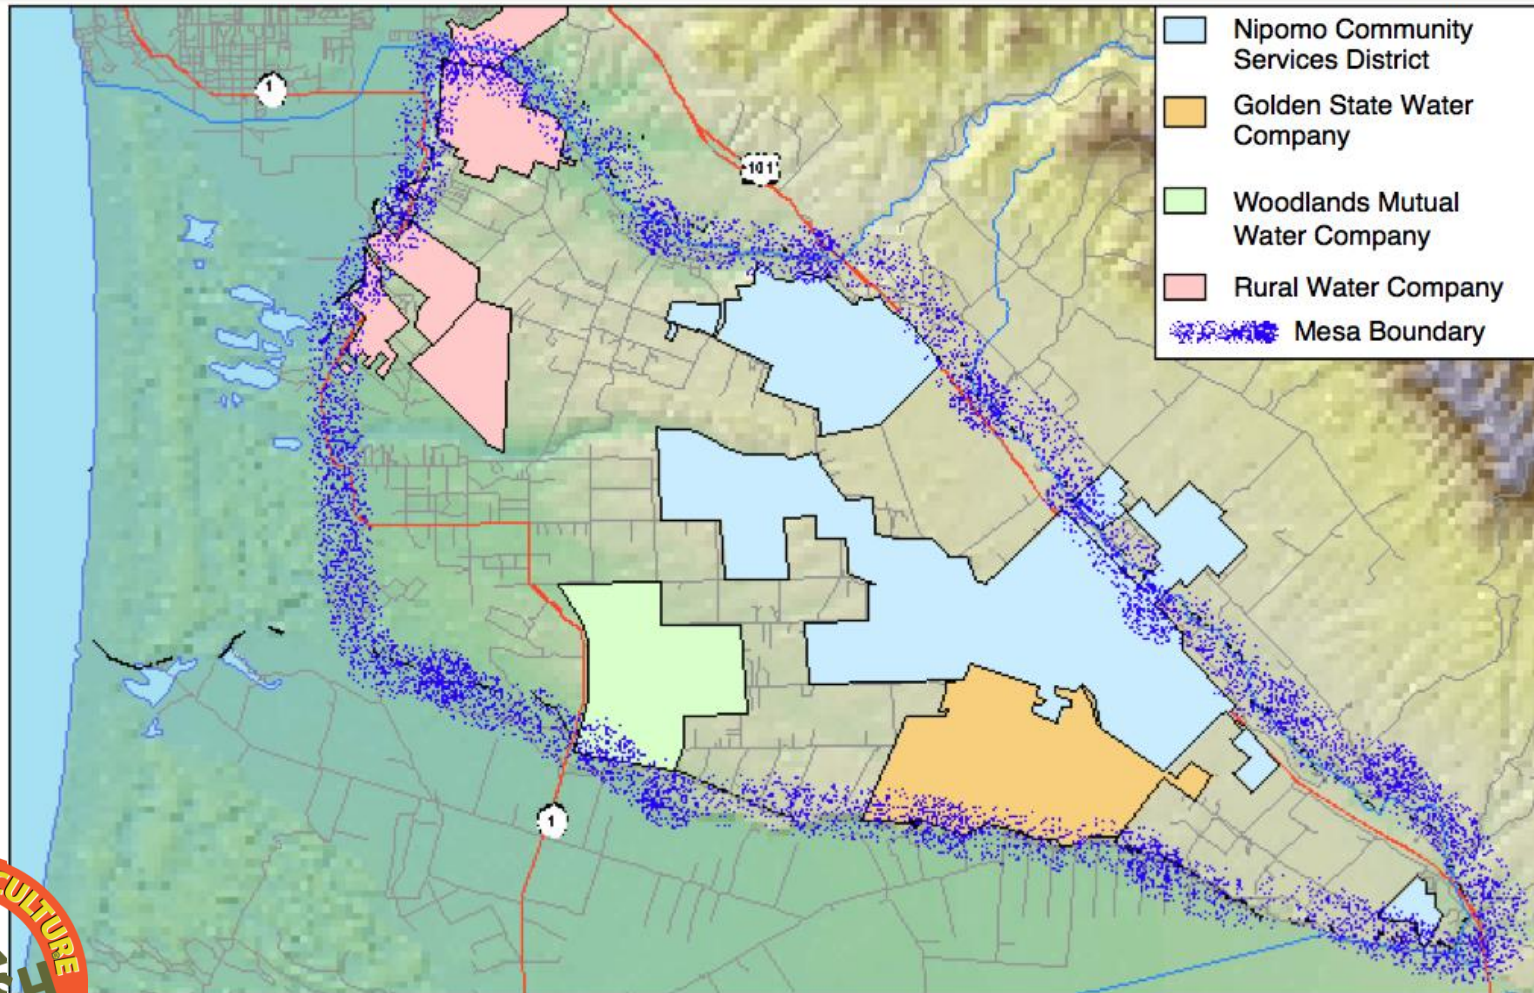 Nipomo Community
Services District
Golden State Water
Company
Woodlands Mutual
Water Company
Rural Water Company
Mesa Boundary
1
101
1